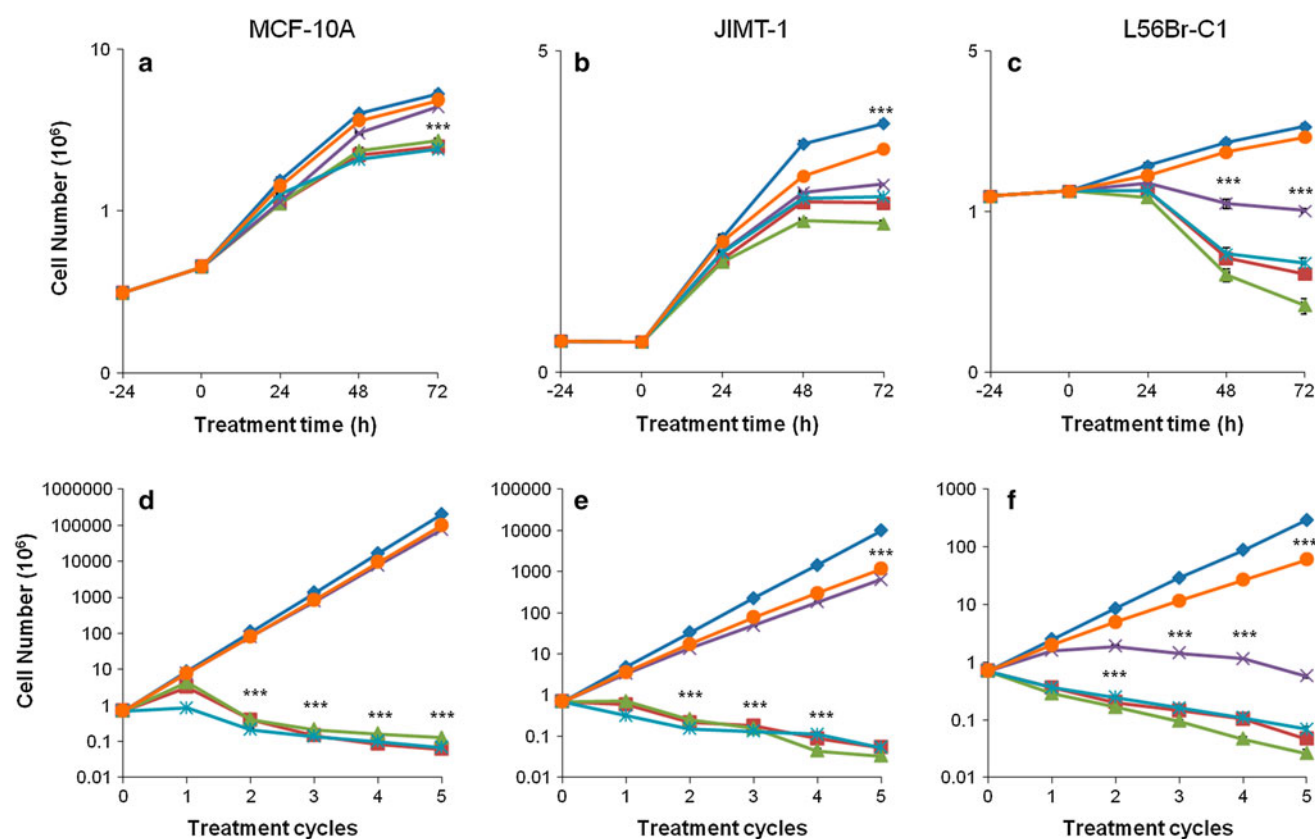 MCF-10A
JIMT-1
L56Br-C1
a
b
c
Cell Number (10⁶)
10
1
0
-24 0 24 48 72
Treatment time (h)
***
5
0
-24 0 24 48 72
Treatment time (h)
***
5
1
0
-24 0 24 48 72
Treatment time (h)
***
***
d
e
f
Cell Number (10⁶)
1000000
100000
10000
1000
100
10
1
0.1
0.01
0 1 2 3 4 5
Treatment cycles
*** *** *** ***
100000
10000
1000
100
10
1
0.1
0.01
0 1 2 3 4 5
Treatment cycles
***
*** *** ***
1000
100
10
1
0.1
0.01
0 1 2 3 4 5
Treatment cycles
***
*** ***
***